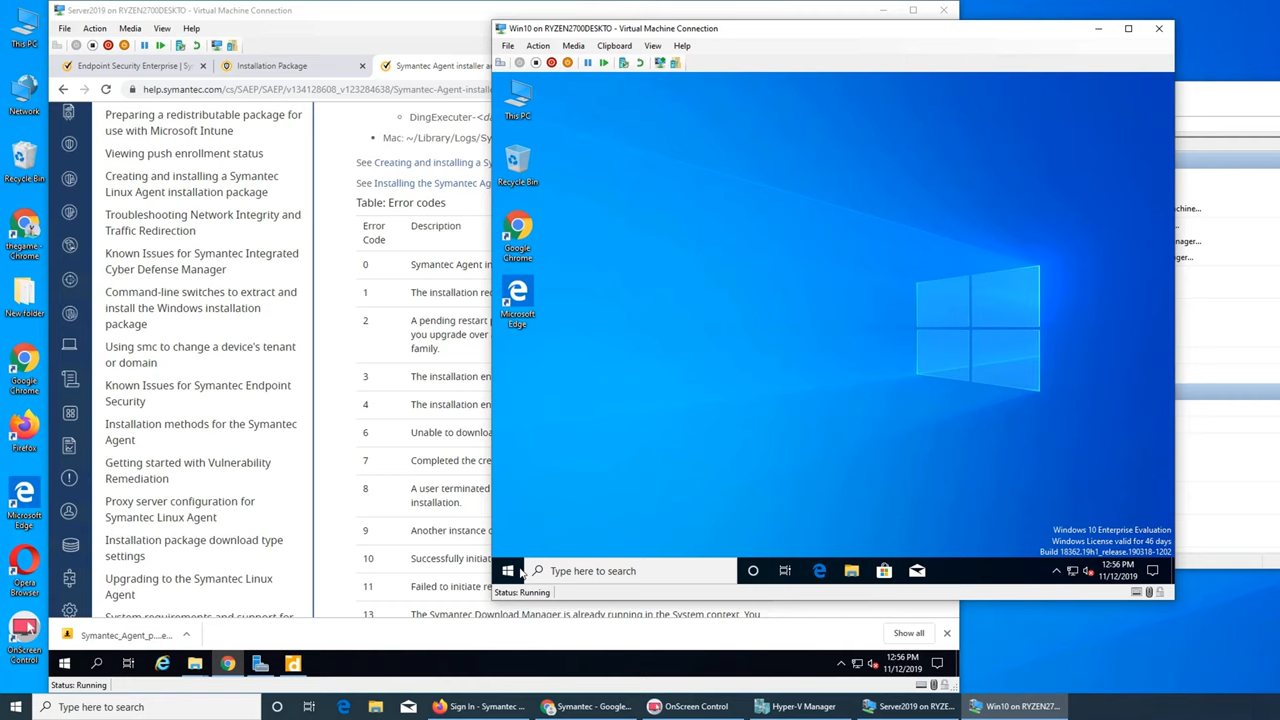 This PC
Network
Recycle Bin
thegame -
Chrome
New folder
Google
Chrome
Firefox
Microsoft
Edge
Opera
Browser
OnScreen
Control
Server2019 on RYZEN2700DESKTO - Virtual Machine Connection
File Action Media View Help
Endpoint Security Enterprise | Sy
Installation Package
Symantec Agent installer a
help.symantec.com/cs/SAEP/SAEP/v134128608_v123284638/Symantec-Agent-installe
Preparing a redistributable package for
use with Microsoft Intune
Viewing push enrollment status
Creating and installing a Symantec
Linux Agent installation package
Troubleshooting Network Integrity and
Traffic Redirection
Known Issues for Symantec Integrated
Cyber Defense Manager
Command-line switches to extract and
install the Windows installation
package
Using smc to change a device's tenant
or domain
Known Issues for Symantec Endpoint
Security
Installation methods for the Symantec
Agent
Getting started with Vulnerability
Remediation
Proxy server configuration for
Symantec Linux Agent
Installation package download type
settings
Upgrading to the Symantec Linux
Agent
System requirements and support for
DingExecuter-<da
Mac: ~/Library/Logs/Sy
See Creating and installing a Sy
See Installing the Symantec Ag
Table: Error codes
Error
Code
Description
0 Symantec Agent in
1 The installation req
2 A pending restart p
you upgrade over a
family.
3 The installation en
4 The installation en
6 Unable to downloa
7 Completed the cre
8 A user terminated
installation.
9 Another instance o
10 Successfully initiat
11 Failed to initiate re
13 The Symantec Download Manager is already running in the System context. You
Symantec_Agent_p....e...
Show all
12:56 PM
11/12/2019
Status: Running
Win10 on RYZEN2700DESKTO - Virtual Machine Connection
File Action Media Clipboard View Help
This PC
Recycle Bin
Google
Chrome
Microsoft
Edge
Windows 10 Enterprise Evaluation
Windows License valid for 46 days
Build 18362.19h1_release.190318-1202
Type here to search
12:56 PM
11/12/2019
Status: Running
chine...
ager...
ger...
Type here to search
Sign In - Symantec ...
Symantec - Google...
OnScreen Control
Hyper-V Manager
Server2019 on RYZE...
Win10 on RYZEN27...